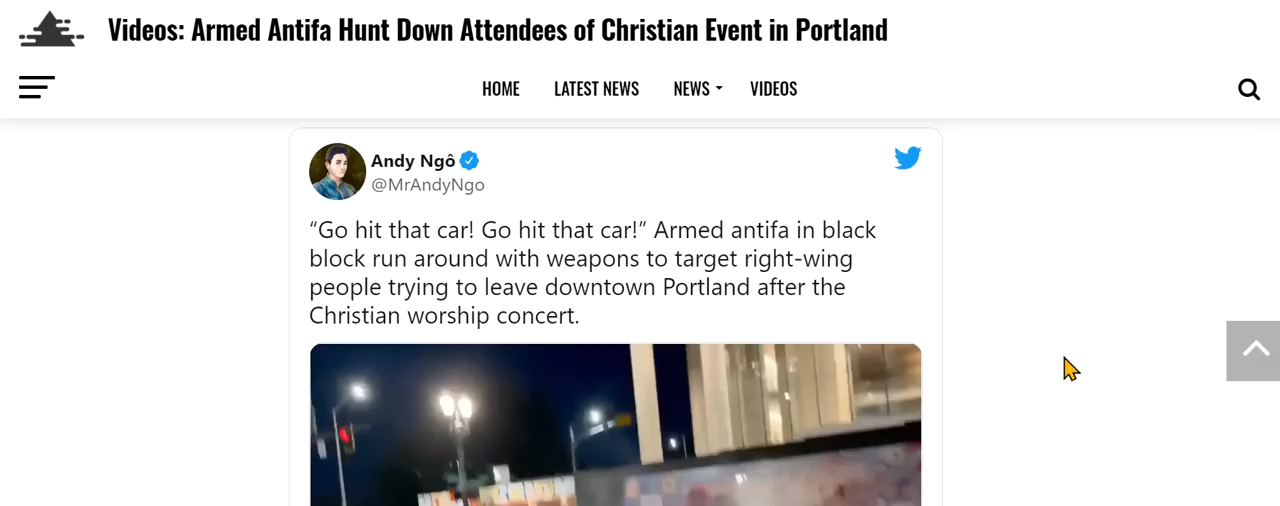 Videos: Armed Antifa Hunt Down Attendees of Christian Event in Portland
HOME LATEST NEWS NEWS VIDEOS
Andy Ngô
@MrAndyNgo
“Go hit that car! Go hit that car!” Armed antifa in black
block run around with weapons to target right-wing
people trying to leave downtown Portland after the
Christian worship concert.